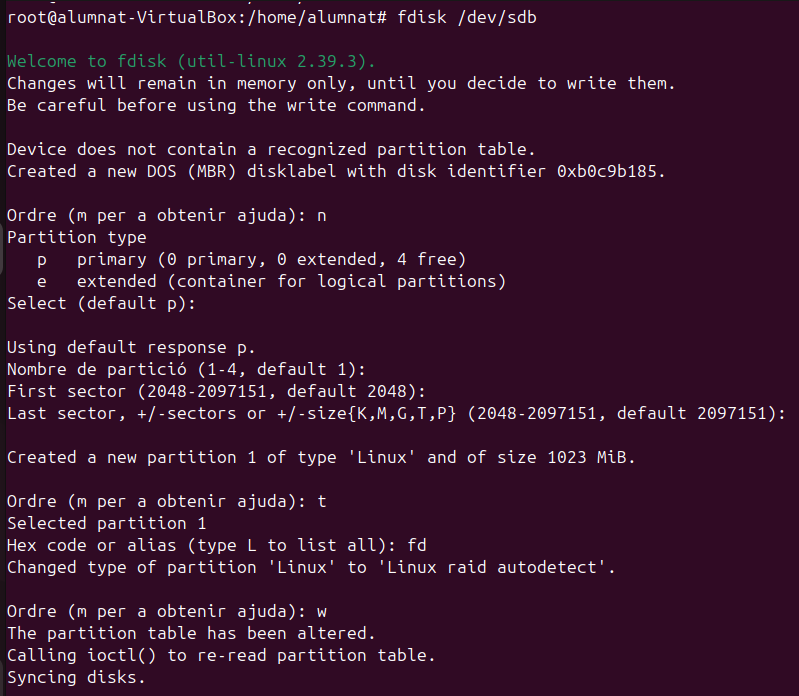 root@alumnat-VirtualBox:/home/alumnat# fdisk /dev/sdb
Welcome to fdisk (util-linux 2.39.3).
Changes will remain in memory only, until you decide to write them.
Be careful before using the write command.
Device does not contain a recognized partition table.
Created a new DOS (MBR) disklabel with disk identifier 0xb0c9b185.
Ordre (m per a obtenir ajuda): n
Partition type
   p   primary (0 primary, 0 extended, 4 free)
   e   extended (container for logical partitions)
Select (default p):
Using default response p.
Nombre de partició (1-4, default 1):
First sector (2048-2097151, default 2048):
Last sector, +/-sectors or +/-size{K,M,G,T,P} (2048-2097151, default 2097151):
Created a new partition 1 of type 'Linux' and of size 1023 MiB.
Ordre (m per a obtenir ajuda): t
Selected partition 1
Hex code or alias (type L to list all): fd
Changed type of partition 'Linux' to 'Linux raid autodetect'.
Ordre (m per a obtenir ajuda): w
The partition table has been altered.
Calling ioctl() to re-read partition table.
Syncing disks.